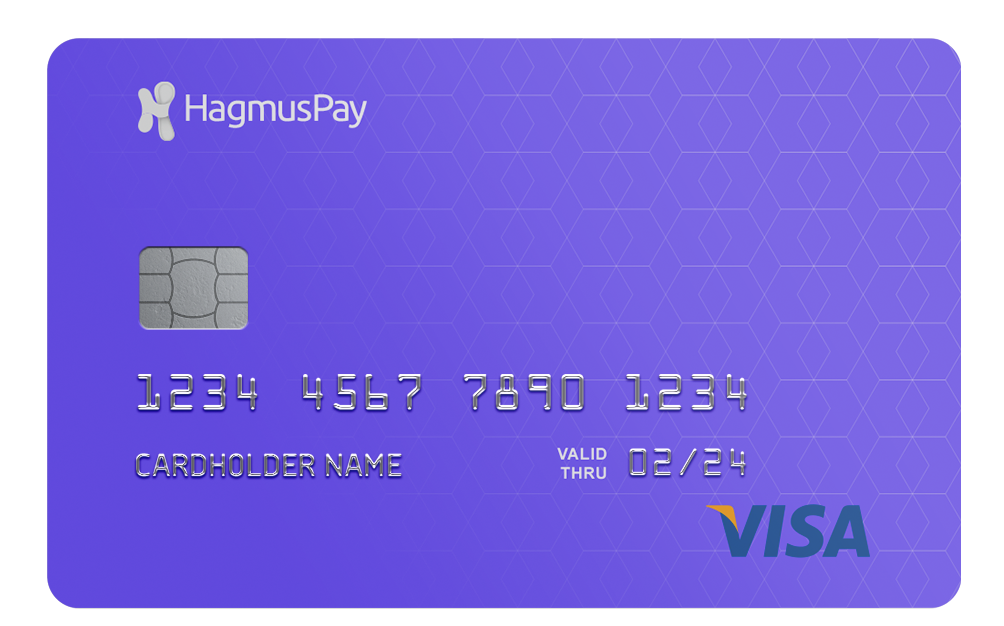 HagmusPay
1234 4567 7890 1234
CARDHOLDER NAME
VALID THRU 02/24
VISA